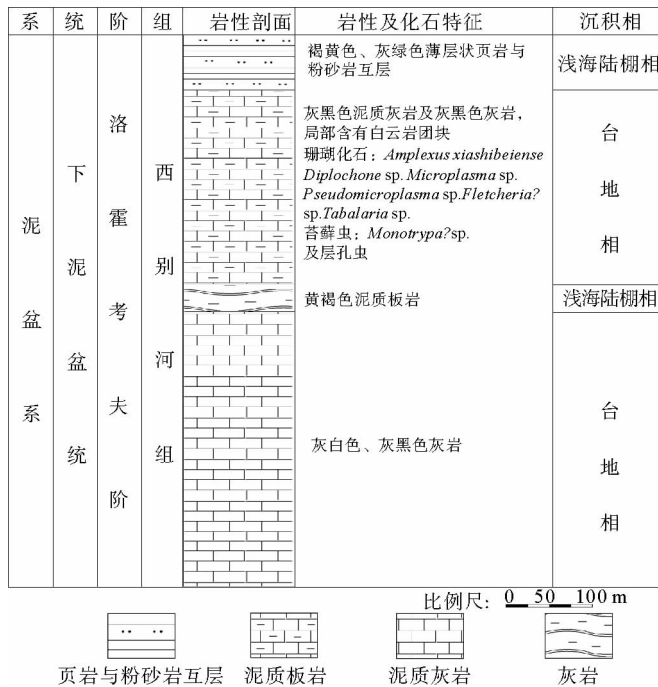 系 统 阶 组 岩性剖面 岩性及化石特征 沉积相
泥盆系
下泥盆统
洛霍考夫阶
西别河组
褐黄色、灰绿色薄层状页岩与
粉砂岩互层
浅海陆棚相
灰黑色泥质灰岩及灰黑色灰岩,
局部含有白云岩团块
珊瑚化石: Amplexus xiashibeiense
Diplochone sp. Microplasma sp.
Pseudomicroplasma sp.Fletcheria?
sp.Tabalaria sp.
苔藓虫: Monotrypa?sp.
及层孔虫
台地相
黄褐色泥质板岩
浅海陆棚相
灰白色、灰黑色灰岩
台地相
比例尺: 0 50 100 m
页岩与粉砂岩互层 泥质板岩 泥质灰岩 灰岩